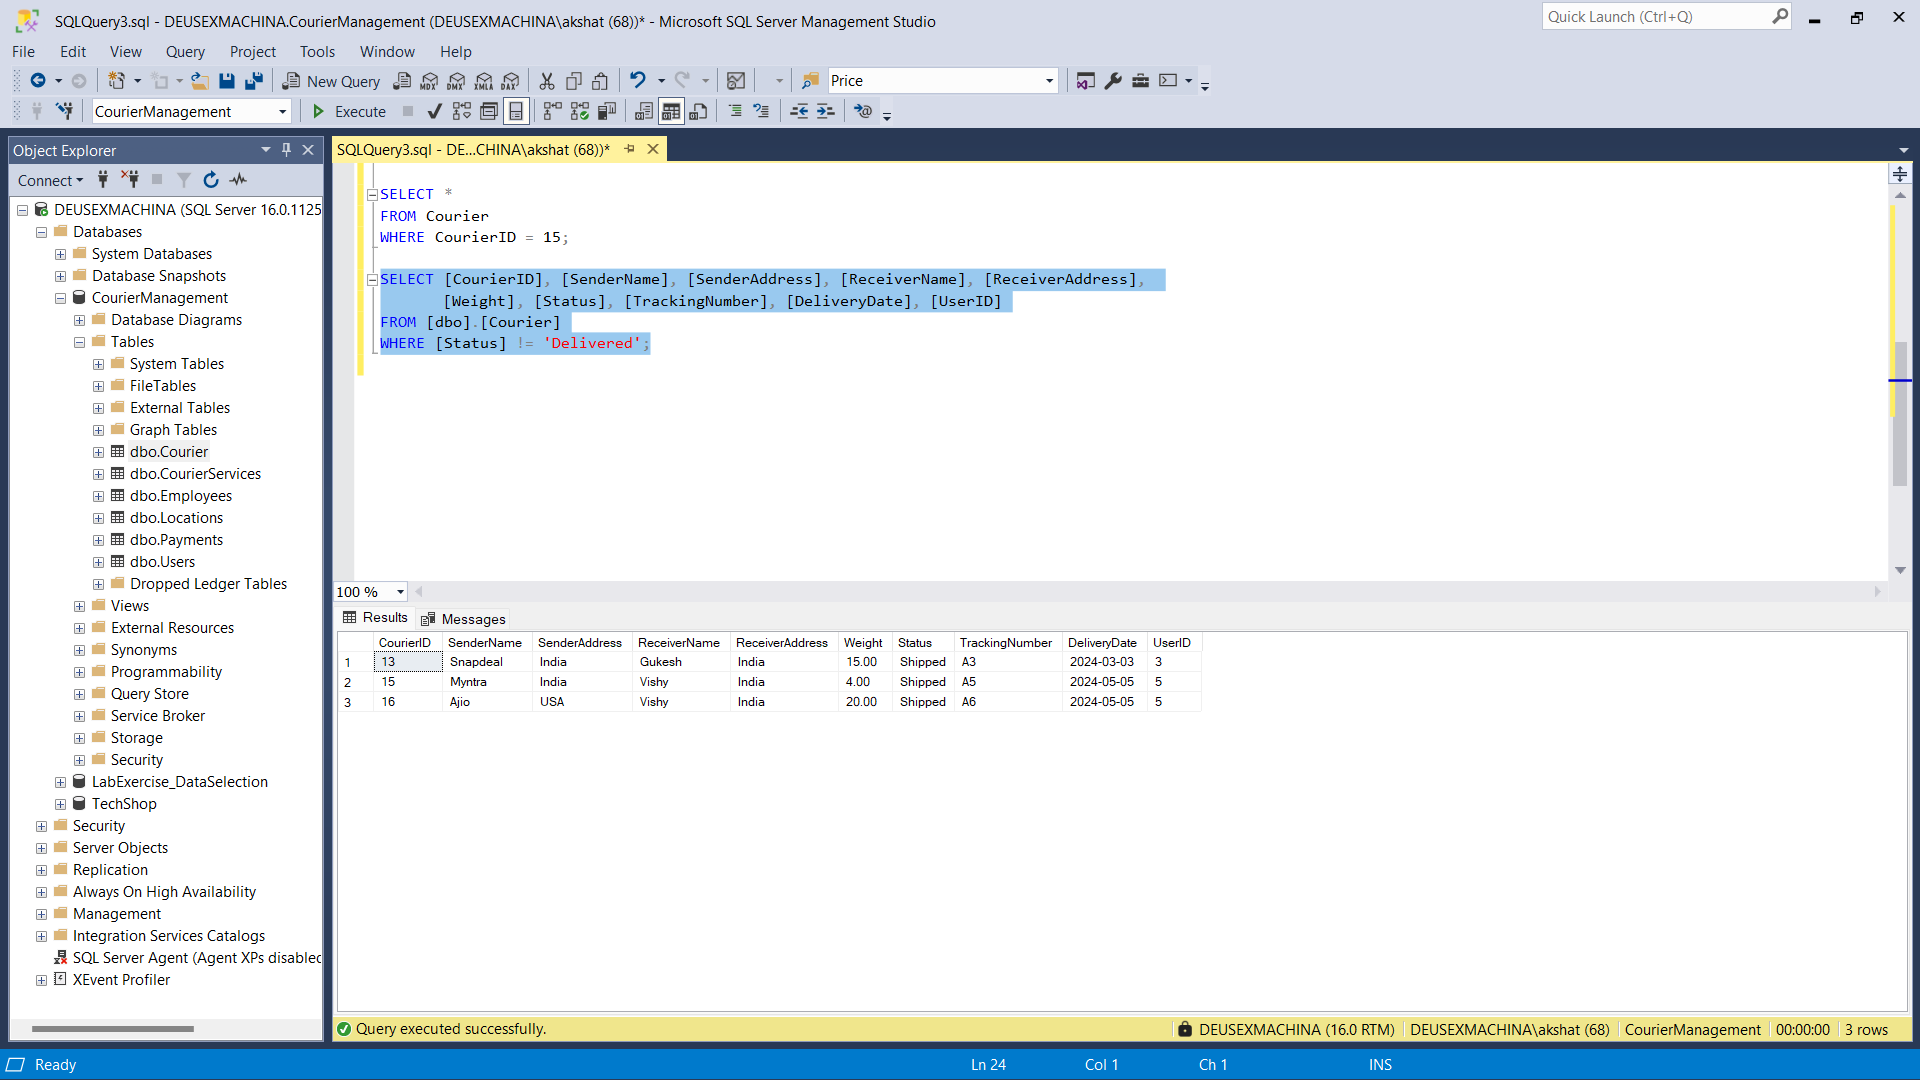 SQLQuery3.sql - DEUSEXMACHINA.CourierManagement (DEUSEXMACHINA\akshat (68))* - Microsoft SQL Server Management Studio
Quick Launch (Ctrl+Q)
File Edit View Query Project Tools Window Help
New Query MDX DMX XMLA DAX Price
CourierManagement Execute
Object Explorer
SQLQuery3.sql - DE...CHINA\akshat (68))*
Connect
DEUSEXMACHINA (SQL Server 16.0.1125
Databases
System Databases
Database Snapshots
CourierManagement
Database Diagrams
Tables
System Tables
FileTables
External Tables
Graph Tables
dbo.Courier
dbo.CourierServices
dbo.Employees
dbo.Locations
dbo.Payments
dbo.Users
Dropped Ledger Tables
Views
External Resources
Synonyms
Programmability
Query Store
Service Broker
Storage
Security
LabExercise_DataSelection
TechShop
Security
Server Objects
Replication
Always On High Availability
Management
Integration Services Catalogs
SQL Server Agent (Agent XPs disabled
XEvent Profiler
SELECT *
FROM Courier
WHERE CourierID = 15;
SELECT [CourierID], [SenderName], [SenderAddress], [ReceiverName], [ReceiverAddress],
[Weight], [Status], [TrackingNumber], [DeliveryDate], [UserID]
FROM [dbo].[Courier]
WHERE [Status] != 'Delivered';
100 %
Results Messages
CourierID SenderName SenderAddress ReceiverName ReceiverAddress Weight Status TrackingNumber DeliveryDate UserID
1 13 Snapdeal India Gukesh India 15.00 Shipped A3 2024-03-03 3
2 15 Myntra India Vishy India 4.00 Shipped A5 2024-05-05 5
3 16 Ajio USA Vishy India 20.00 Shipped A6 2024-05-05 5
Query executed successfully. DEUSEXMACHINA (16.0 RTM) DEUSEXMACHINA\akshat (68) CourierManagement 00:00:00 3 rows
Ready Ln 24 Col 1 Ch 1 INS